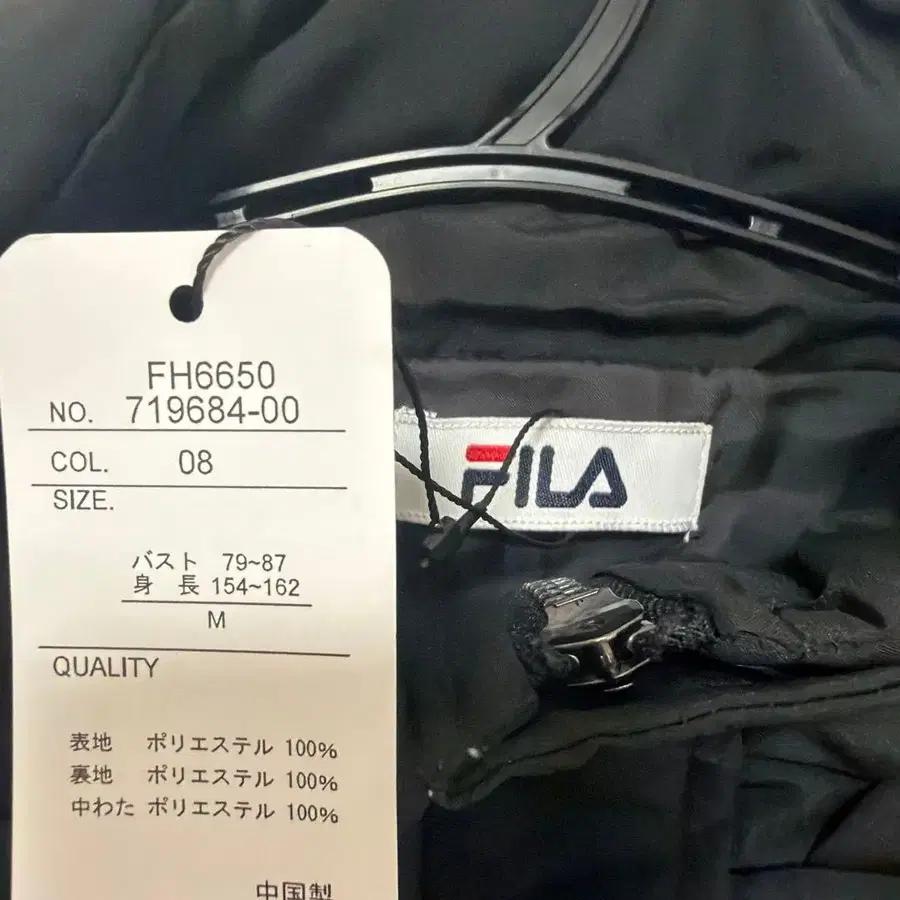 FH6650
NO. 719684-00
COL. 08
SIZE.
バスト 79~87
身 長 154~162
M
QUALITY
表地 ポリエステル 100%
裏地 ポリエステル 100%
中わた ポリエステル 100%
中国製
FILA